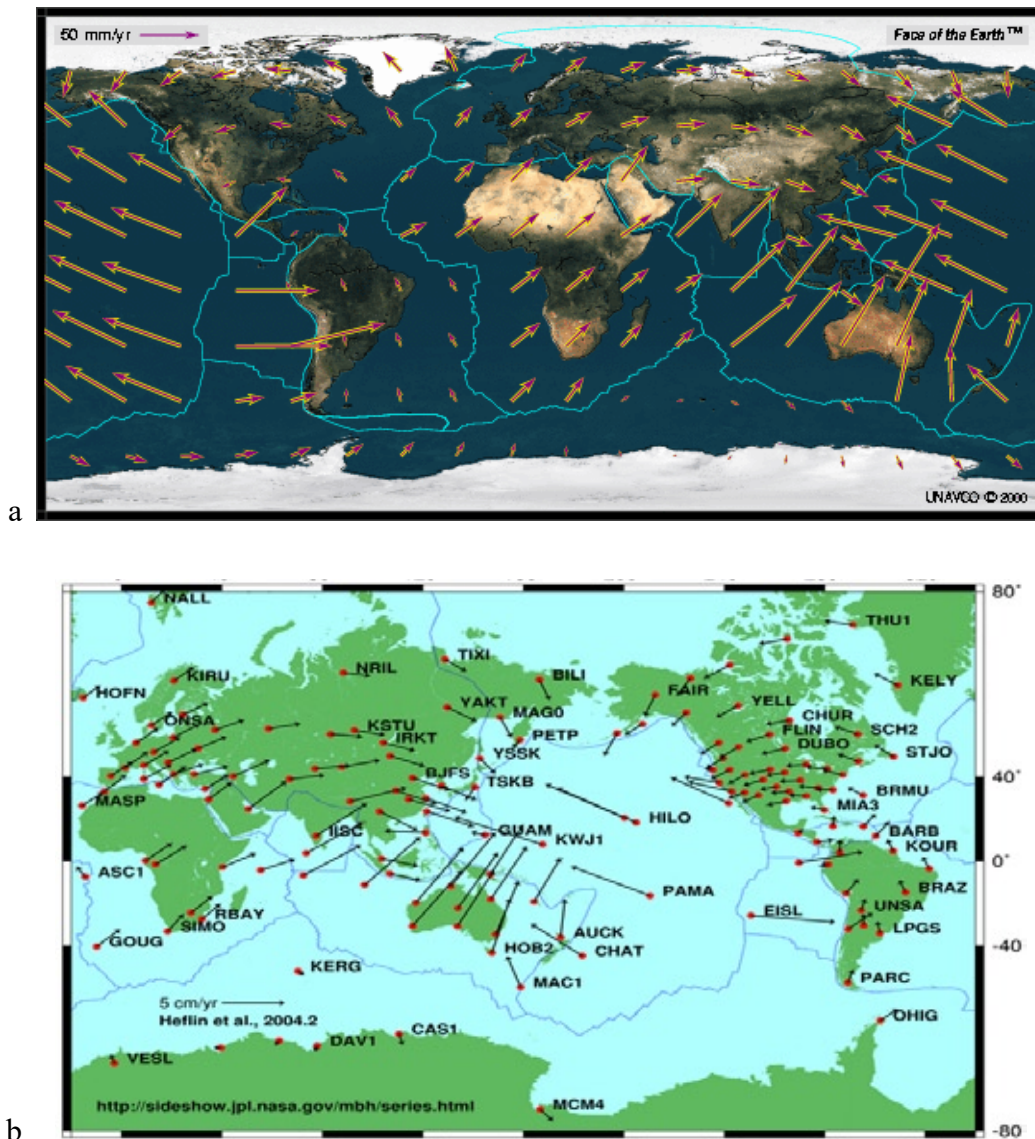 50 mm/yr
Face of the Earth™
UNAVCO © 2000
a
80°
NALL
THU1
TIXI
NRIL
BILI
KIRU
HOFN
FAIR
KELY
YAKT
YELL
MAG0
ONSA
KSTU
CHUR
FLIN
SCH2
PETP
IRKT
DUBO
YSSK
STJO
BJFS
TSKB
40°
MASP
BRMU
MIA3
HILO
IISC
GUAM
KWJ1
BARB
KOUR
0°
ASC1
PAMA
BRAZ
UNSA
EISL
RBAY
SIMO
LPGS
AUCK
GOUG
HOB2
CHAT
-40
KERG
PARC
MAC1
5 cm/yr
Heflin et al., 2004.2
OHIG
CAS1
DAV1
VESL
http://sideshow.jpl.nasa.gov/mbh/series.html
MCM4
-80
b